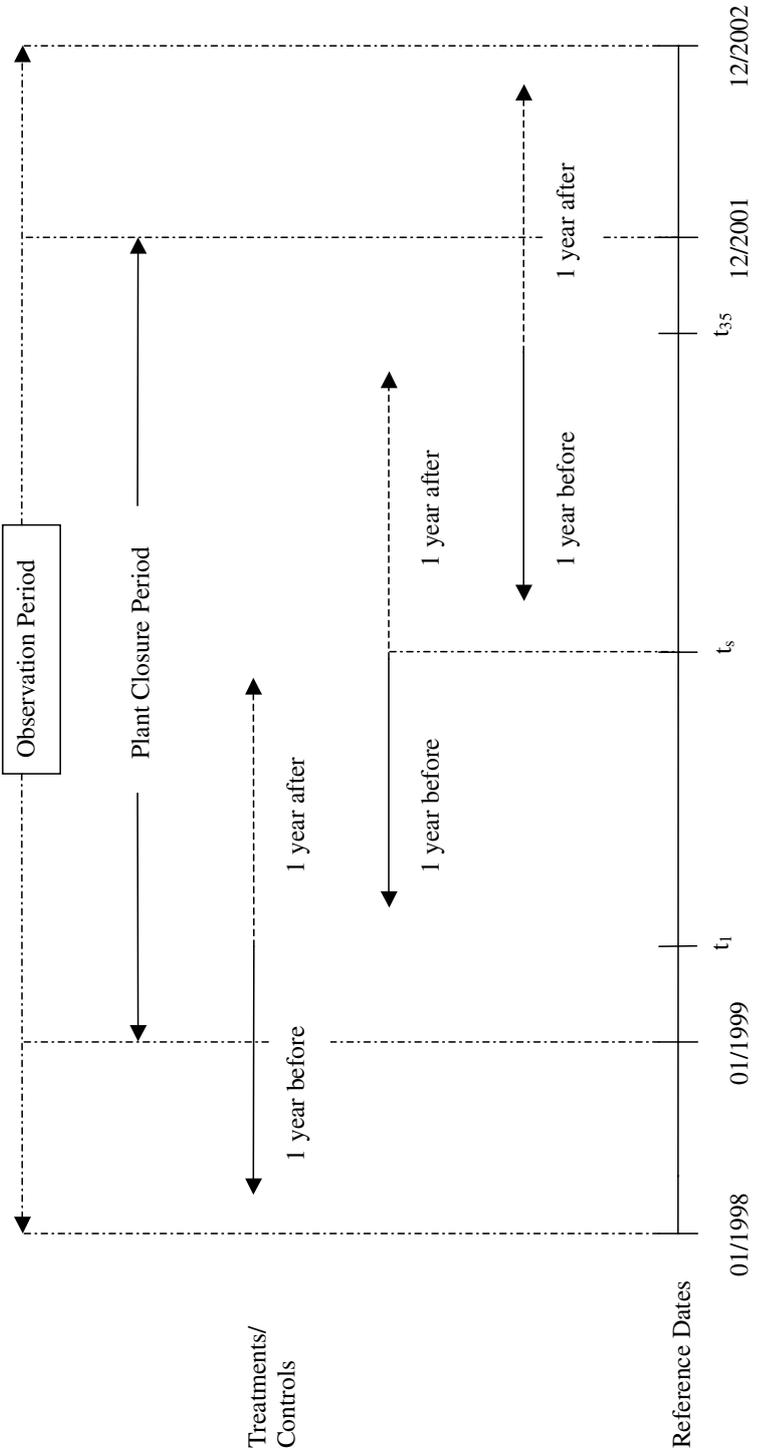 Observation Period
Plant Closure Period
Treatments/
Controls
1 year before
1 year after
1 year before
1 year after
1 year before
1 year after
Reference Dates
01/1998
01/1999
t1
ts
t35
12/2001
12/2002